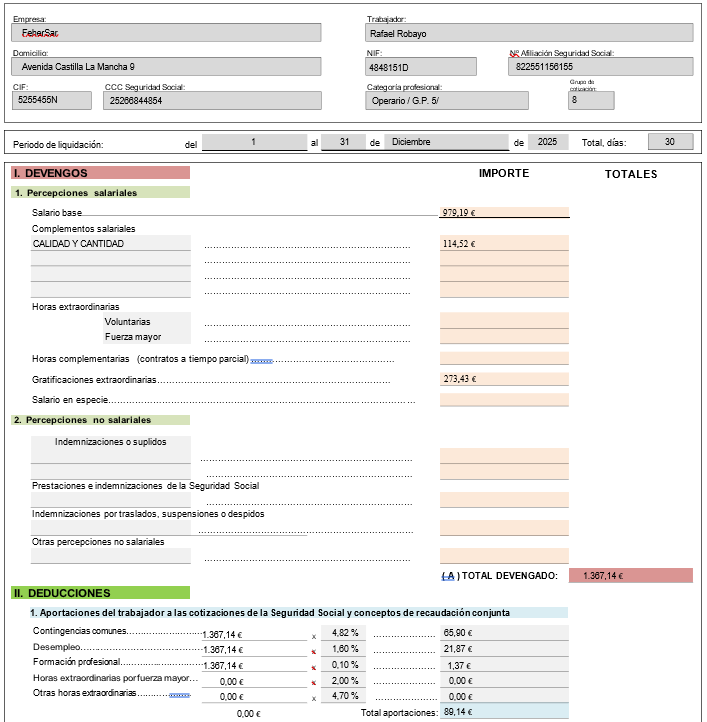 Empresa:
FeherSar
Trabajador:
Rafael Robayo
Domicilio:
Avenida Castilla La Mancha 9
NIF:
4848151D
Nº Afiliación Seguridad Social:
822551156155
CIF:
5255455N
CCC Seguridad Social:
25266844854
Categoría profesional:
Operario / G.P. 5/
Grupo de cotización:
8
Periodo de liquidación: del 1 al 31 de Diciembre de 2025 Total, días: 30
I. DEVENGOS IMPORTE TOTALES
1. Percepciones salariales
Salario base 979,19 €
Complementos salariales
CALIDAD Y CANTIDAD 114,52 €
Horas extraordinarias
Voluntarias
Fuerza mayor
Horas complementarias (contratos a tiempo parcial)
Gratificaciones extraordinarias 273,43 €
Salario en especie
2. Percepciones no salariales
Indemnizaciones o suplidos
Prestaciones e indemnizaciones de la Seguridad Social
Indemnizaciones por traslados, suspensiones o despidos
Otras percepciones no salariales
( A ) TOTAL DEVENGADO: 1.367,14 €
II. DEDUCCIONES
1. Aportaciones del trabajador a las cotizaciones de la Seguridad Social y conceptos de recaudación conjunta
Contingencias comunes 1.367,14 € x 4,82 % 65,90 €
Desempleo 1.367,14 € x 1,60 % 21,87 €
Formación profesional 1.367,14 € x 0,10 % 1,37 €
Horas extraordinarias por fuerza mayor 0,00 € x 2,00 % 0,00 €
Otras horas extraordinarias 0,00 € x 4,70 % 0,00 €
0,00 € Total aportaciones: 89,14 €